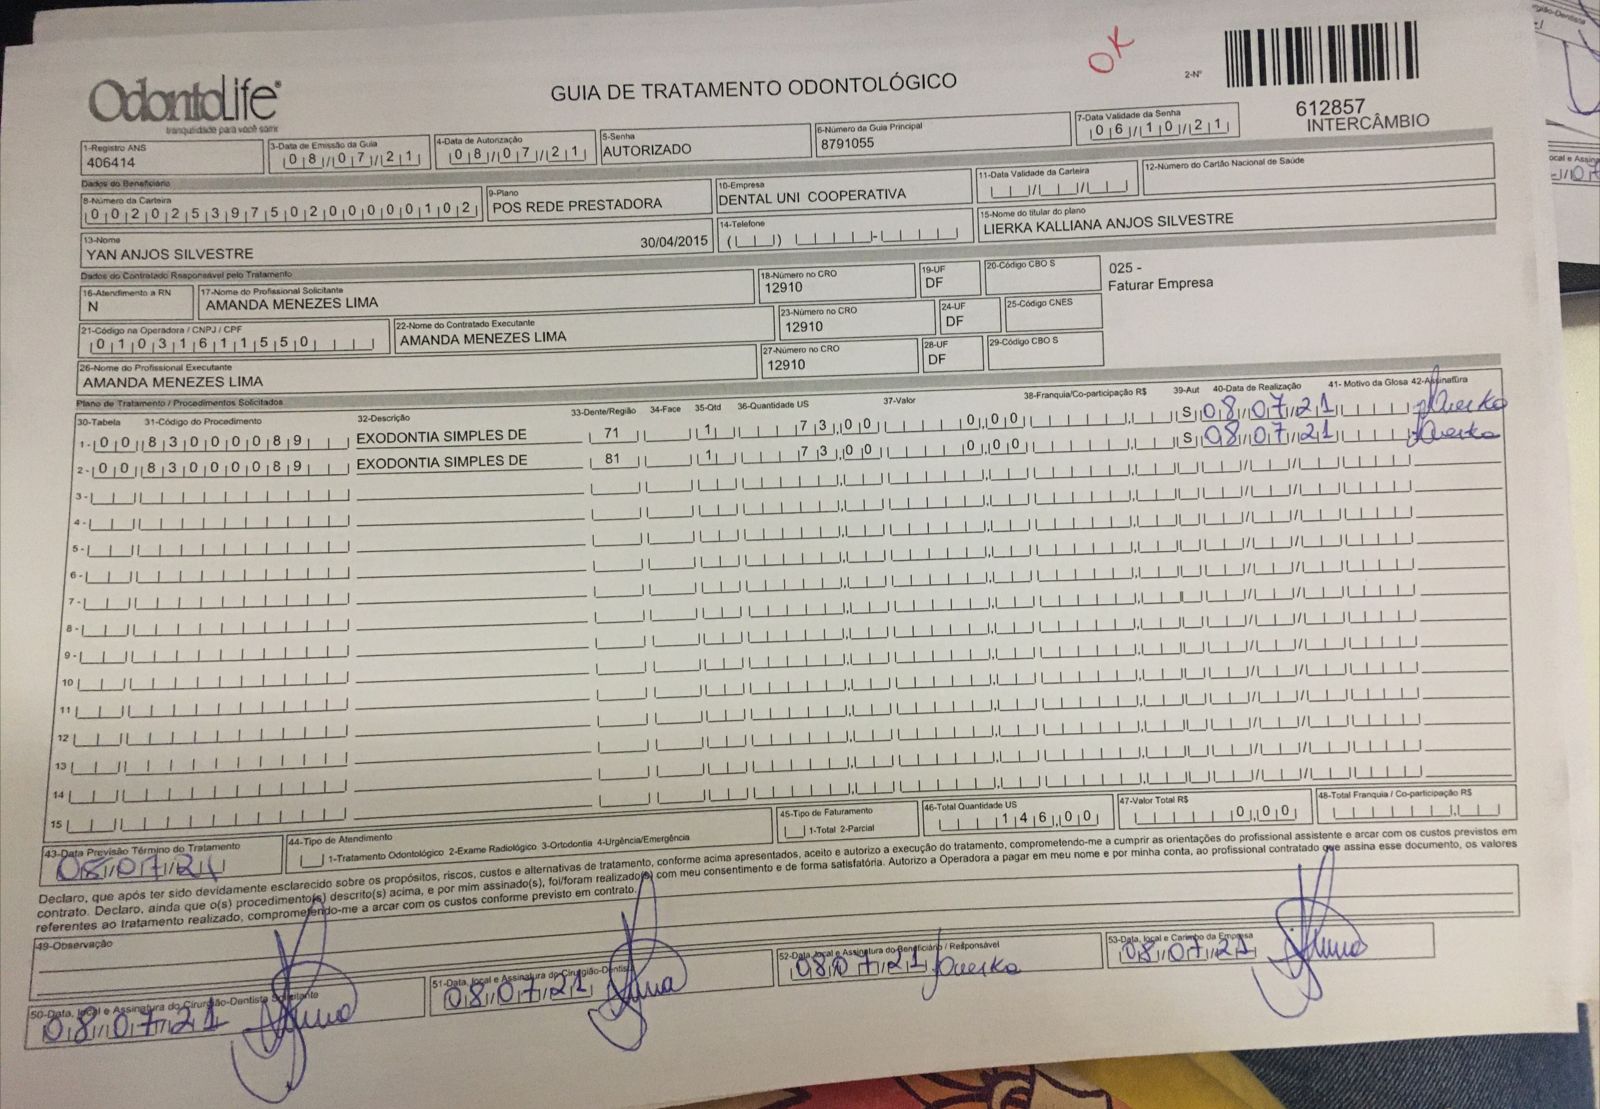 OK
OdontoLife®
tranquilidade para você sorrir
GUIA DE TRATAMENTO ODONTOLÓGICO
2-Nº
612857
INTERCÂMBIO
1-Registro ANS
406414
3-Data de Emissão da Guia
08/07/21
4-Data de Autorização
08/07/21
5-Senha
AUTORIZADO
6-Número da Guia Principal
8791055
7-Data Validade da Senha
06/10/21
Dados do Beneficiário
8-Número da Carteira
00202539750200000102
9-Plano
POS REDE PRESTADORA
10-Empresa
DENTAL UNI COOPERATIVA
11-Data Validade da Carteira
12-Número do Cartão Nacional de Saúde
13-Nome
YAN ANJOS SILVESTRE 30/04/2015
14-Telefone
15-Nome do titular do plano
LIERKA KALLIANA ANJOS SILVESTRE
Dados do Contratado Responsável pelo Tratamento
16-Atendimento a RN
N
17-Nome do Profissional Solicitante
AMANDA MENEZES LIMA
18-Número no CRO
12910
19-UF
DF
20-Código CBO S
025 -
Faturar Empresa
21-Código na Operadora / CNPJ / CPF
01031611550
22-Nome do Contratado Executante
AMANDA MENEZES LIMA
23-Número no CRO
12910
24-UF
DF
25-Código CNES
26-Nome do Profissional Executante
AMANDA MENEZES LIMA
27-Número no CRO
12910
28-UF
DF
29-Código CBO S
Plano de Tratamento / Procedimentos Solicitados
30-Tabela 31-Código do Procedimento 32-Descrição 33-Dente/Região 34-Face 35-Qtd 36-Quantidade US 37-Valor 38-Franquia/Co-participação R$ 39-Aut 40-Data de Realização 41- Motivo da Glosa 42-Assinatura
1- 00 83000089 EXODONTIA SIMPLES DE 71 1 73,00 0,00 S 08/07/21 Lierka
2- 00 83000089 EXODONTIA SIMPLES DE 81 1 73,00 0,00 S 08/07/21 Lierka
3-
4-
5-
6-
7-
8-
9-
10
11
12
13
14
15
43-Data Previsão Término do Tratamento
08/07/21
44-Tipo de Atendimento
1-Tratamento Odontológico 2-Exame Radiológico 3-Ortodontia 4-Urgência/Emergência
45-Tipo de Faturamento
1-Total 2-Parcial
46-Total Quantidade US
146,00
47-Valor Total R$
0,00
48-Total Franquia / Co-participação R$
Declaro, que após ter sido devidamente esclarecido sobre os propósitos, riscos, custos e alternativas de tratamento, conforme acima apresentados, aceito e autorizo a execução do tratamento, comprometendo-me a cumprir as orientações do profissional assistente e arcar com os custos previstos em
contrato. Declaro, ainda que o(s) procedimento(s) descrito(s) acima, e por mim assinado(s), foi/foram realizado(s) com meu consentimento e de forma satisfatória. Autorizo a Operadora a pagar em meu nome e por minha conta, ao profissional contratado que assina esse documento, os valores
referentes ao tratamento realizado, comprometendo-me a arcar com os custos conforme previsto em contrato.
49-Observação
50-Data, local e Assinatura do Cirurgião-Dentista Solicitante
08/07/21
51-Data, local e Assinatura do Cirurgião-Dentista
08/07/21
52-Data, local e Assinatura do Beneficiário / Responsável
08/07/21 Lierka
53-Data, local e Carimbo da Empresa
08/07/21